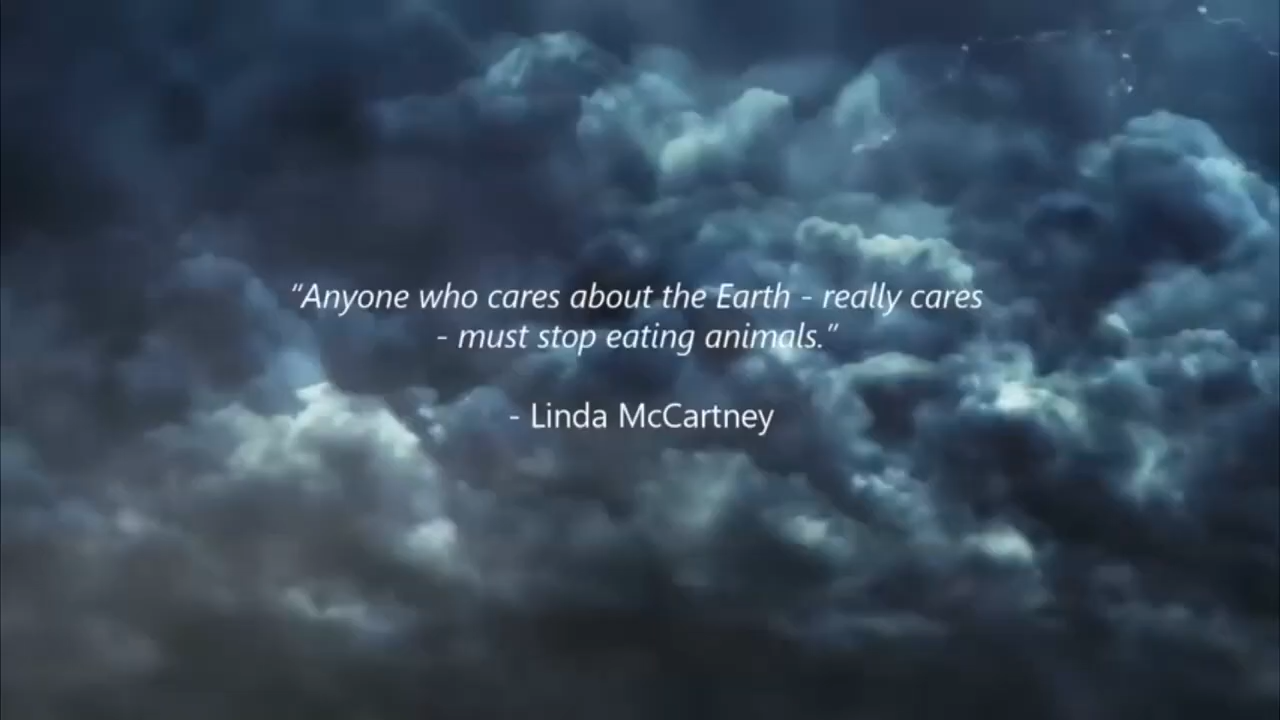 “Anyone who cares about the Earth - really cares
- must stop eating animals.”
- Linda McCartney